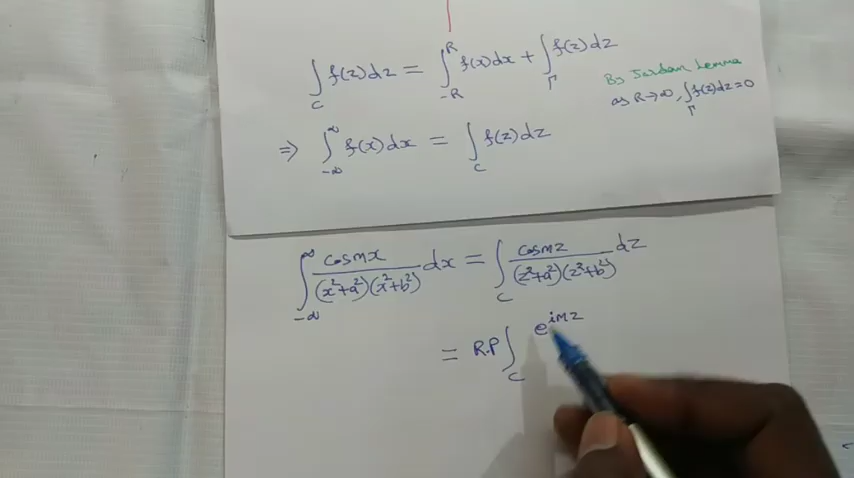 ∫_C f(z)dz = ∫_{-R}^{R} f(x)dx + ∫_Γ f(z)dz
By Jordan Lemma
as R→∞, ∫_Γ f(z)dz = 0
⇒ ∫_{-∞}^{∞} f(x)dx = ∫_C f(z)dz
∫_{-∞}^{∞} cosmx/((x²+a²)(x²+b²)) dx = ∫_C cosmz/((z²+a²)(z²+b²)) dz
= R.P ∫_C e^{imz}